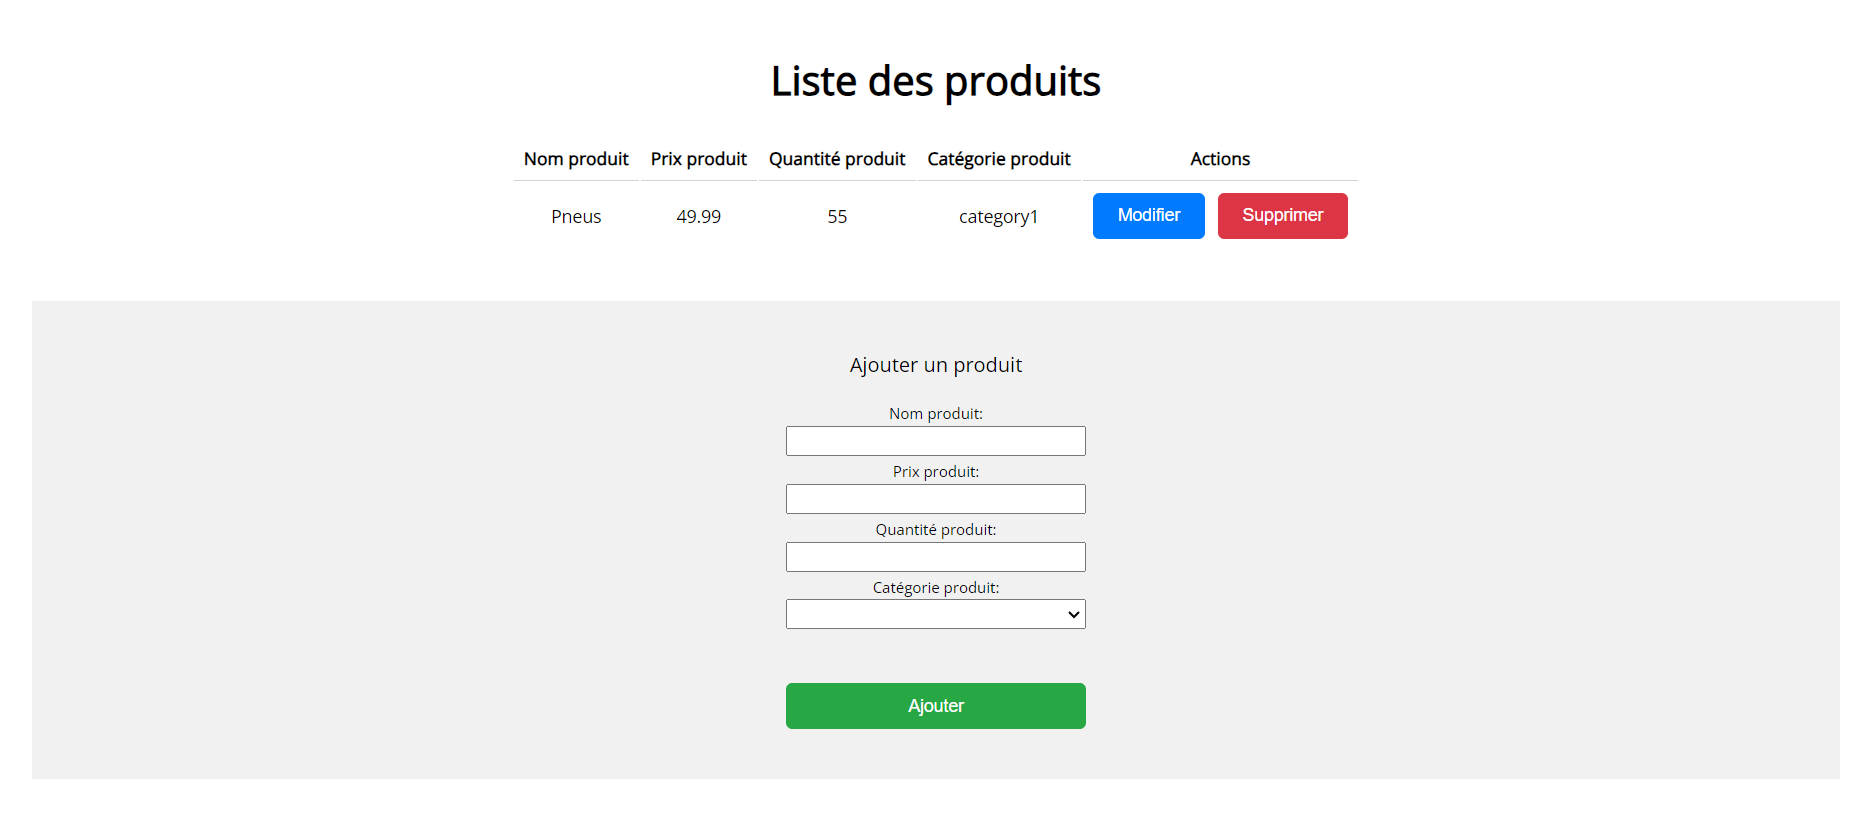 Liste des produits
Nom produit Prix produit Quantité produit Catégorie produit Actions
Pneus 49.99 55 category1 Modifier Supprimer
Ajouter un produit
Nom produit:
Prix produit:
Quantité produit:
Catégorie produit:
Ajouter